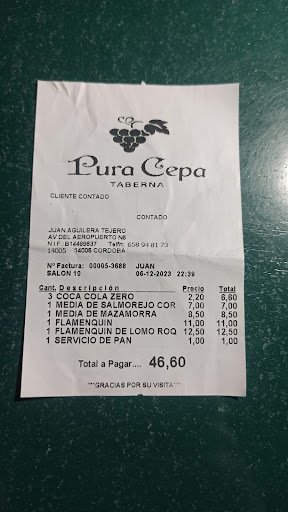 Pura Cepa
TABERNA
CLIENTE CONTADO
CONTADO
JUAN AGUILERA TEJERO
AV DEL AEROPUERTO N6
N.I.F. B14469637 Telfn. 658 94 81 73
14005 14005 CORDOBA
Nº Factura: 00005-3688 JUAN
SALON 10 06-12-2023 22:39
Cant. Descripción Precio Total
3 COCA COLA ZERO 2,20 6,60
1 MEDIA DE SALMOREJO COR 7,00 7,00
1 MEDIA DE MAZAMORRA 8,50 8,50
1 FLAMENQUIN 11,00 11,00
1 FLAMENQUIN DE LOMO ROQ 12,50 12,50
1 SERVICIO DE PAN 1,00 1,00
Total a Pagar.... 46,60
***GRACIAS POR SU VISITA***